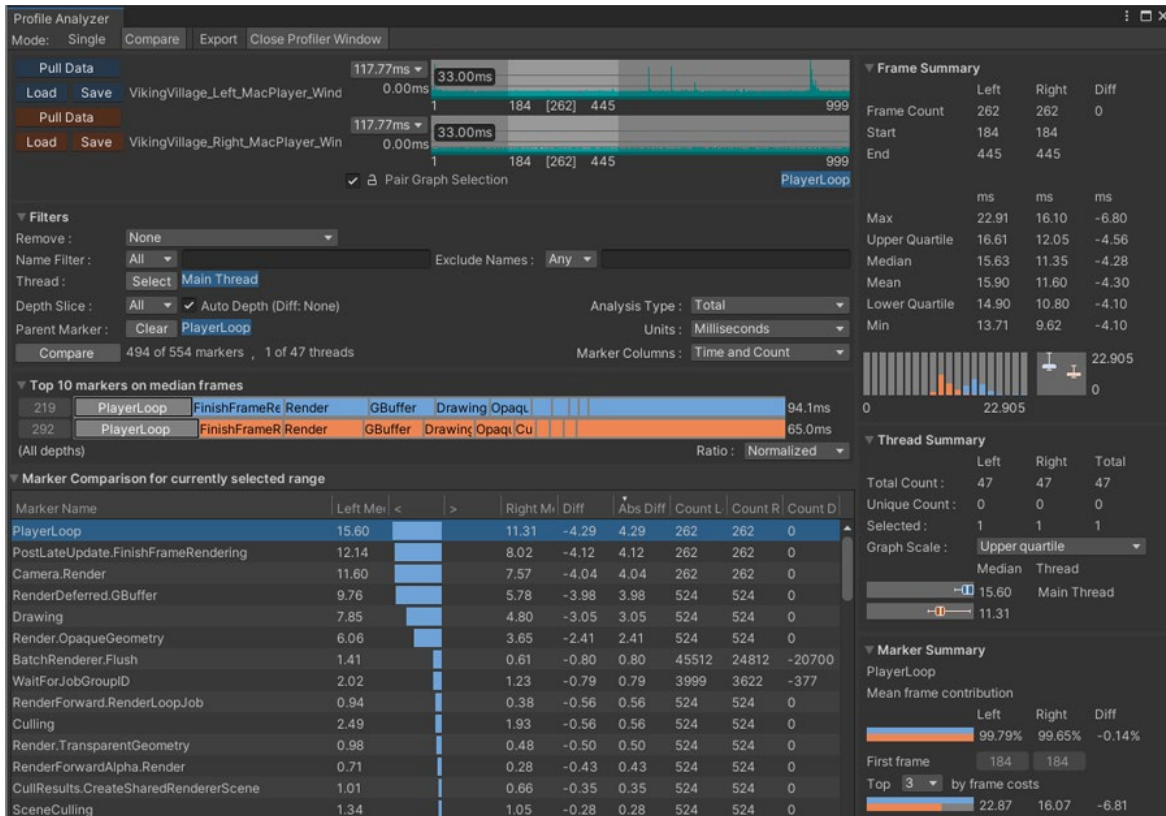 Profile Analyzer
Mode: Single Compare Export Close Profiler Window
Pull Data
Load Save VikingVillage_Left_MacPlayer_Wind
Pull Data
Load Save VikingVillage_Right_MacPlayer_Win
117.77ms 33.00ms
0.00ms
1 184 [262] 445 999
117.77ms 33.00ms
0.00ms
1 184 [262] 445 999
Pair Graph Selection PlayerLoop
Filters
Remove : None
Name Filter : All Exclude Names : Any
Thread : Select Main Thread
Depth Slice : All Auto Depth (Diff: None) Analysis Type : Total
Parent Marker : Clear PlayerLoop Units : Milliseconds
Compare 494 of 554 markers , 1 of 47 threads Marker Columns : Time and Count
Top 10 markers on median frames
219 PlayerLoop FinishFrameRe Render GBuffer Drawing Opaqu 94.1ms
292 PlayerLoop FinishFrameR Render GBuffer Drawing Opaqu Cu 65.0ms
(All depths) Ratio : Normalized
Marker Comparison for currently selected range
Marker Name Left Me < > Right M Diff Abs Diff Count L Count R Count D
PlayerLoop 15.60 11.31 -4.29 4.29 262 262 0
PostLateUpdate.FinishFrameRendering 12.14 8.02 -4.12 4.12 262 262 0
Camera.Render 11.60 7.57 -4.04 4.04 262 262 0
RenderDeferred.GBuffer 9.76 5.78 -3.98 3.98 524 524 0
Drawing 7.85 4.80 -3.05 3.05 524 524 0
Render.OpaqueGeometry 6.06 3.65 -2.41 2.41 524 524 0
BatchRenderer.Flush 1.41 0.61 -0.80 0.80 45512 24812 -20700
WaitForJobGroupID 2.02 1.23 -0.79 0.79 3999 3622 -377
RenderForward.RenderLoopJob 0.94 0.38 -0.56 0.56 524 524 0
Culling 2.49 1.93 -0.56 0.56 524 524 0
Render.TransparentGeometry 0.98 0.48 -0.50 0.50 524 524 0
RenderForwardAlpha.Render 0.71 0.28 -0.43 0.43 524 524 0
CullResults.CreateSharedRendererScene 1.01 0.66 -0.35 0.35 524 524 0
SceneCulling 1.34 1.05 -0.28 0.28 524 524 0
Frame Summary
Left Right Diff
Frame Count 262 262 0
Start 184 184
End 445 445
ms ms ms
Max 22.91 16.10 -6.80
Upper Quartile 16.61 12.05 -4.56
Median 15.63 11.35 -4.28
Mean 15.90 11.60 -4.30
Lower Quartile 14.90 10.80 -4.10
Min 13.71 9.62 -4.10
22.905
0
0 22.905
Thread Summary
Left Right Total
Total Count : 47 47 47
Unique Count : 0 0 0
Selected : 1 1 1
Graph Scale : Upper quartile
Median Thread
15.60 Main Thread
11.31
Marker Summary
PlayerLoop
Mean frame contribution
Left Right Diff
99.79% 99.65% -0.14%
First frame 184 184
Top 3 by frame costs
22.87 16.07 -6.81